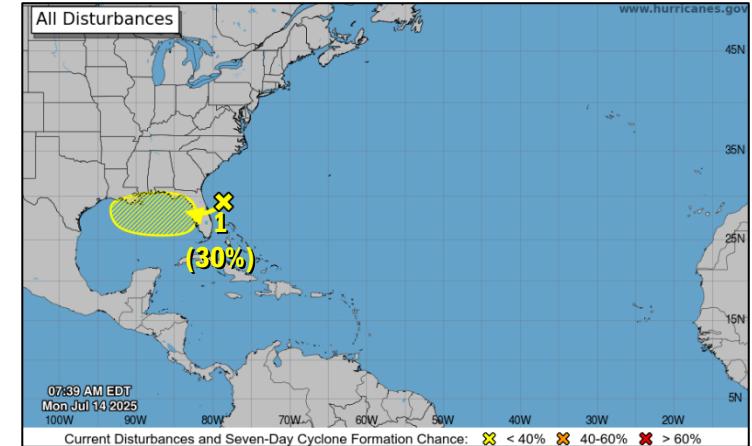 All Disturbances
www.hurricanes.gov
45N
35N
1
25N
(30%)
15N
07:39 AM EDT
Mon Jul 14 2025
5N
100W 90W 80W 70W 60W 50W 40W 30W 20W
Current Disturbances and Seven-Day Cyclone Formation Chance: < 40% 40-60% > 60%